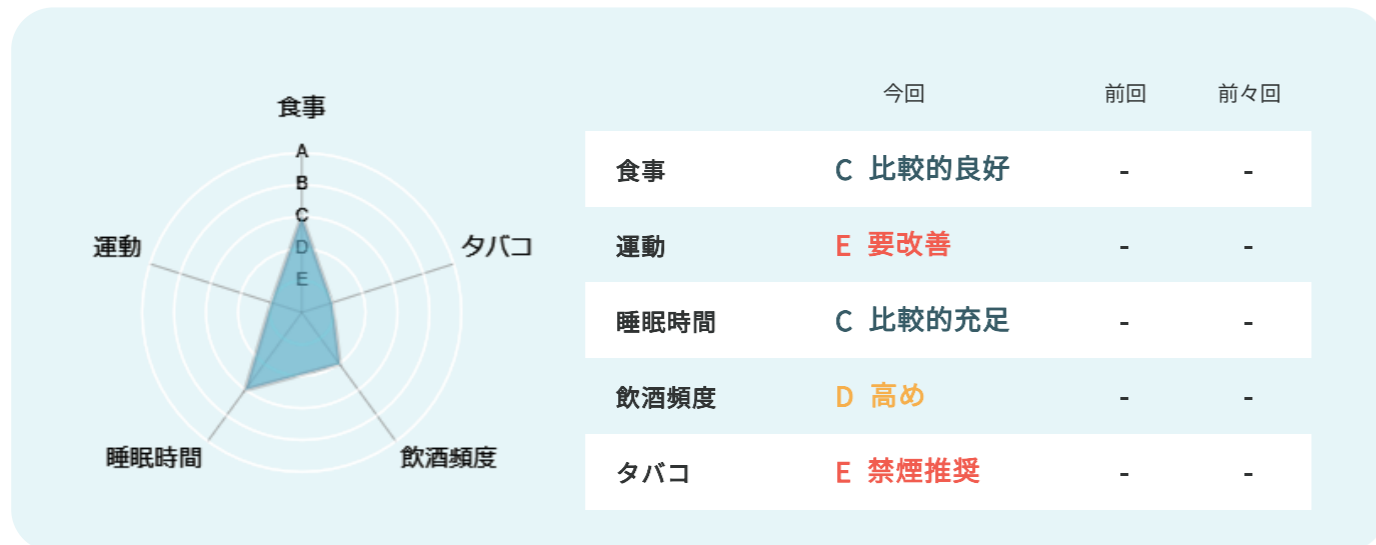 食事
A
B
C
D
E
運動
タバコ
睡眠時間
飲酒頻度
今回 前回 前々回
食事 C 比較的良好 - -
運動 E 要改善 - -
睡眠時間 C 比較的充足 - -
飲酒頻度 D 高め - -
タバコ E 禁煙推奨 - -